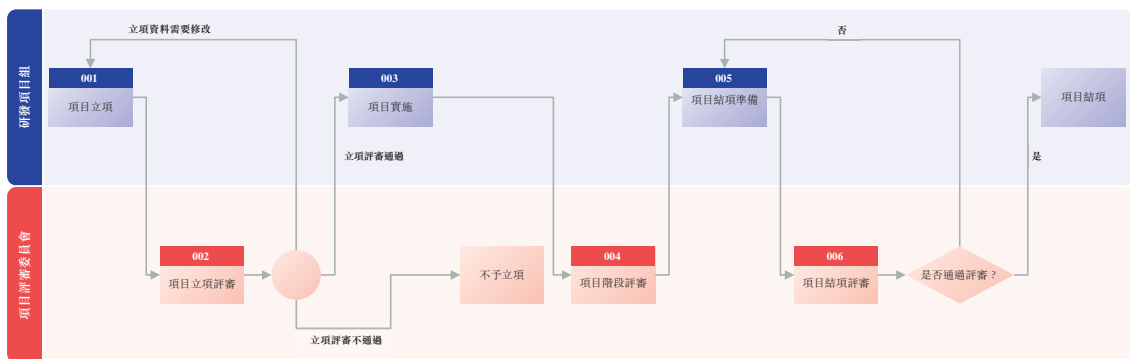 研發項目組
立項資料需要修改
否
001
項目立項
003
項目實施
005
項目結項準備
項目結項
立項評審通過
是
項目評審委員會
002
項目立項評審
不予立項
004
項目階段評審
006
項目結項評審
是否通過評審？
立項評審不通過